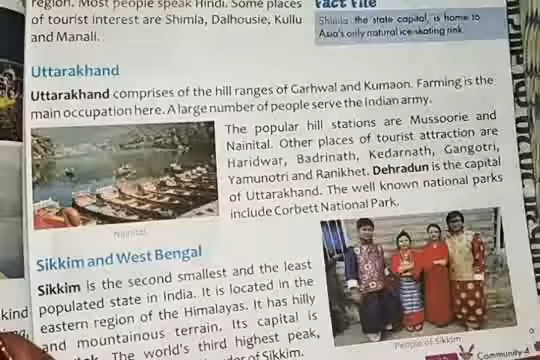 region. Most people speak Hindi. Some places
of tourist interest are Shimla, Dalhousie, Kullu
and Manali.
Fact File
Shimla, the state capital, is home to
Asia's only natural ice-skating rink.
Uttarakhand
Uttarakhand comprises of the hill ranges of Garhwal and Kumaon. Farming is the
main occupation here. A large number of people serve the Indian army.
The popular hill stations are Mussoorie and
Nainital. Other places of tourist attraction are
Haridwar, Badrinath, Kedarnath, Gangotri,
Yamunotri and Ranikhet. Dehradun is the capital
of Uttarakhand. The well known national parks
include Corbett National Park.
Nainital
Sikkim and West Bengal
Sikkim is the second smallest and the least
populated state in India. It is located in the
eastern region of the Himalayas. It has hilly
and mountainous terrain. Its capital is
The world's third highest peak,
of Sikkim.
People of Sikkim
kind
Community